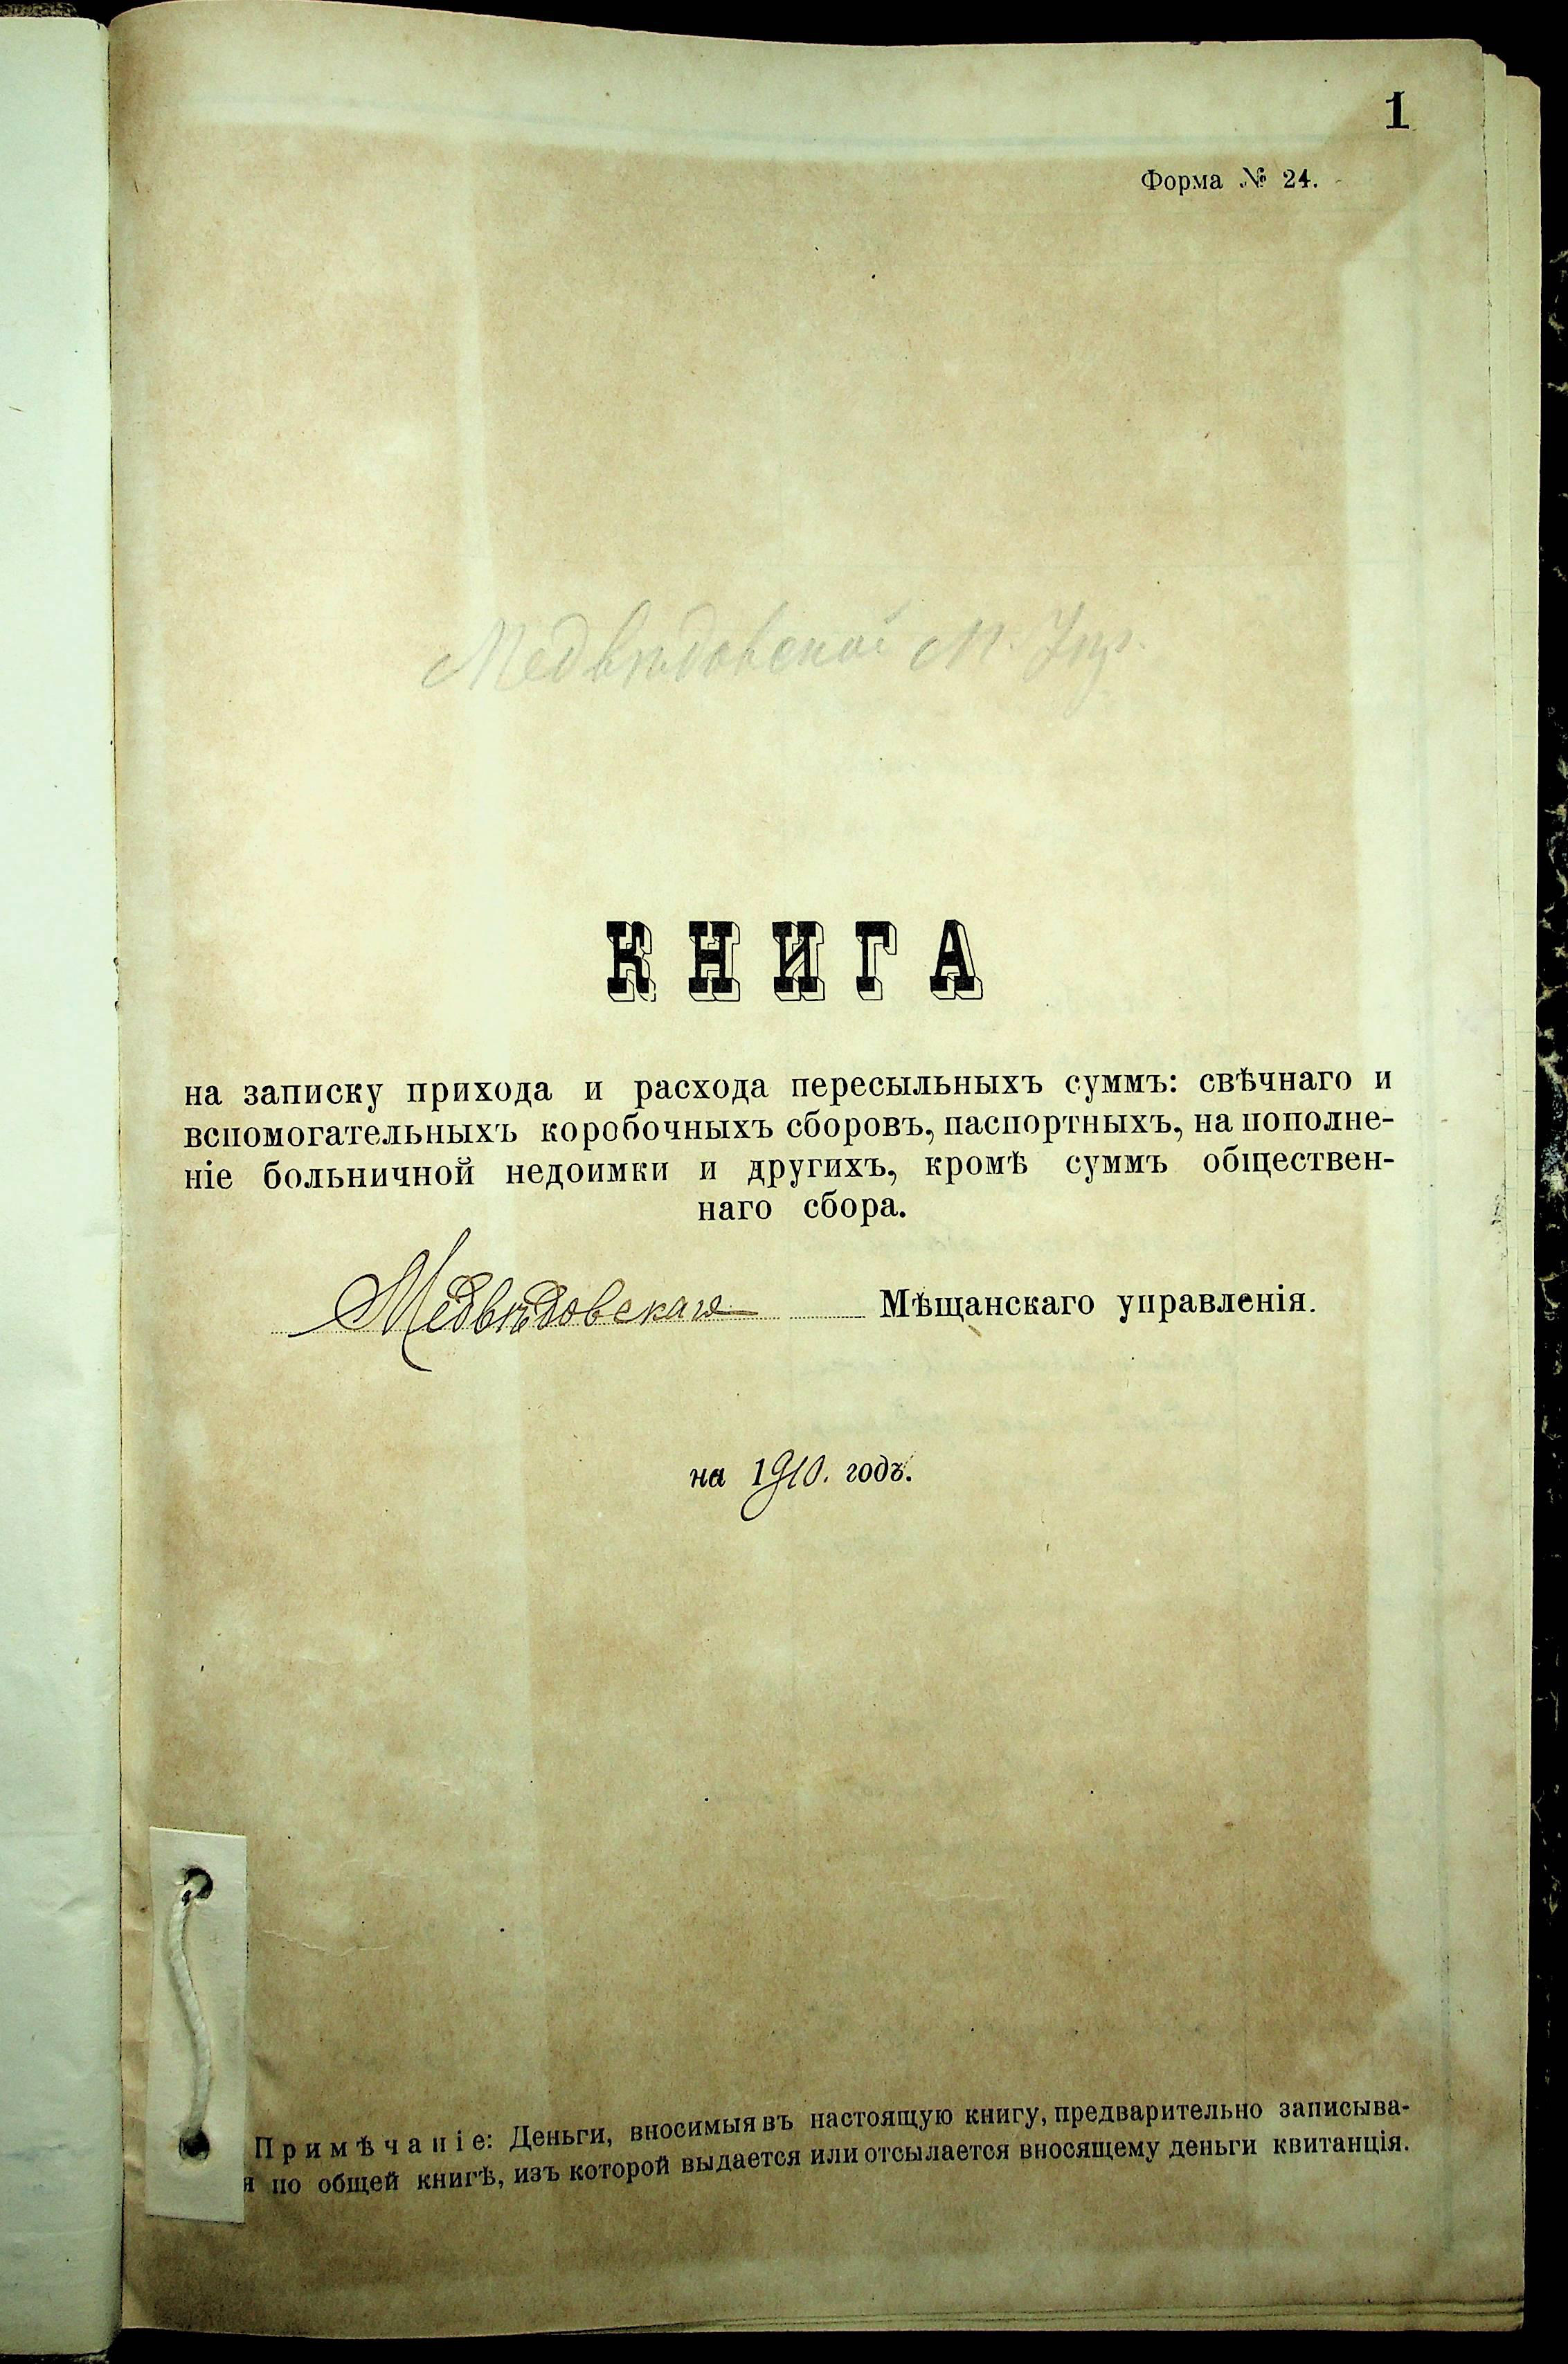 1
Форма № 24.
Медвѣдовской М. Упр.
КНИГА
на записку прихода и расхода пересыльныхъ суммъ: свѣчнаго и
вспомогательныхъ коробочныхъ сборовъ, паспортныхъ, на пополне-
ніе больничной недоимки и другихъ, кромѣ суммъ обществен-
наго сбора.
Медвѣдовскаго Мѣщанскаго управленія.
на 1910. годъ.
Примѣчаніе: Деньги, вносимыя въ настоящую книгу, предварительно записыва-
я по общей книгѣ, изъ которой выдается или отсылается вносящему деньги квитанція.